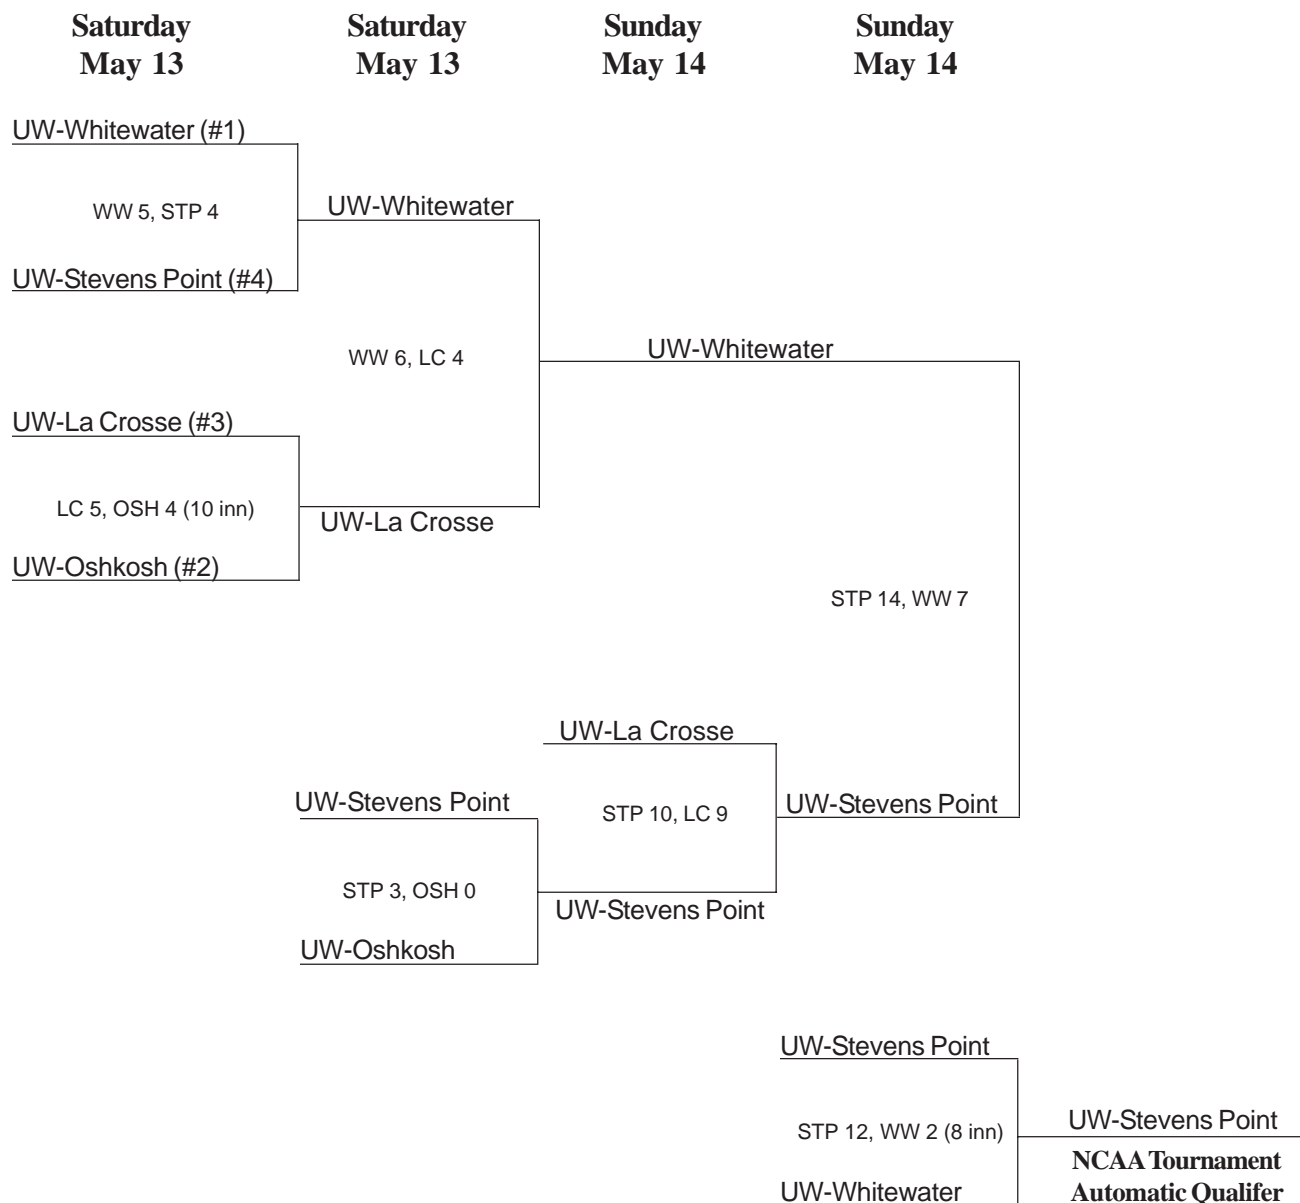 Saturday
May 13
Saturday
May 13
Sunday
May 14
Sunday
May 14
UW-Whitewater (#1)
WW 5, STP 4
UW-Whitewater
UW-Stevens Point (#4)
WW 6, LC 4
UW-Whitewater
UW-La Crosse (#3)
LC 5, OSH 4 (10 inn)
UW-La Crosse
UW-Oshkosh (#2)
STP 14, WW 7
UW-La Crosse
UW-Stevens Point
STP 10, LC 9
UW-Stevens Point
STP 3, OSH 0
UW-Stevens Point
UW-Oshkosh
UW-Stevens Point
STP 12, WW 2 (8 inn)
UW-Stevens Point
NCAA Tournament
Automatic Qualifer
UW-Whitewater